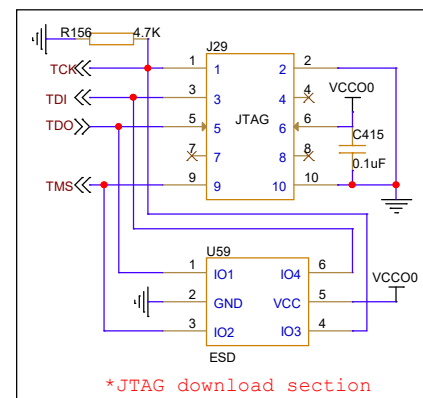 R156 4.7K
J29
TCK 1 1 2 2
VCCO0
TDI 3 3 4 4
TDO 5 5 JTAG 6 6
C415
7 7 8 8
0.1uF
TMS 9 9 10 10
U59
1 IO1 IO4 6
VCCO0
2 GND VCC 5
3 IO2 IO3 4
ESD
*JTAG download section